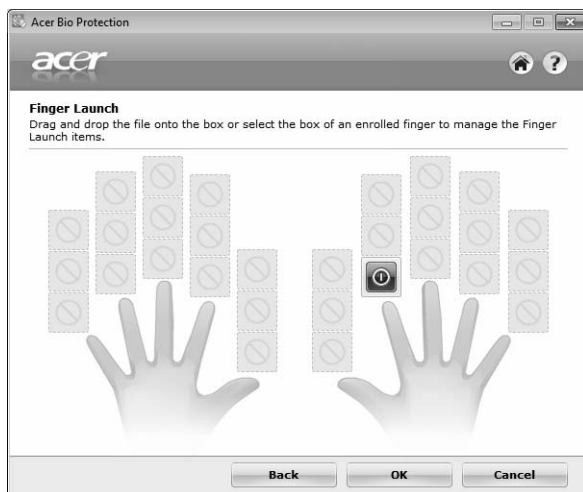 Acer Bio Protection
acer
?
Finger Launch
Drag and drop the file onto the box or select the box of an enrolled finger to manage the Finger
Launch items.
Back OK Cancel